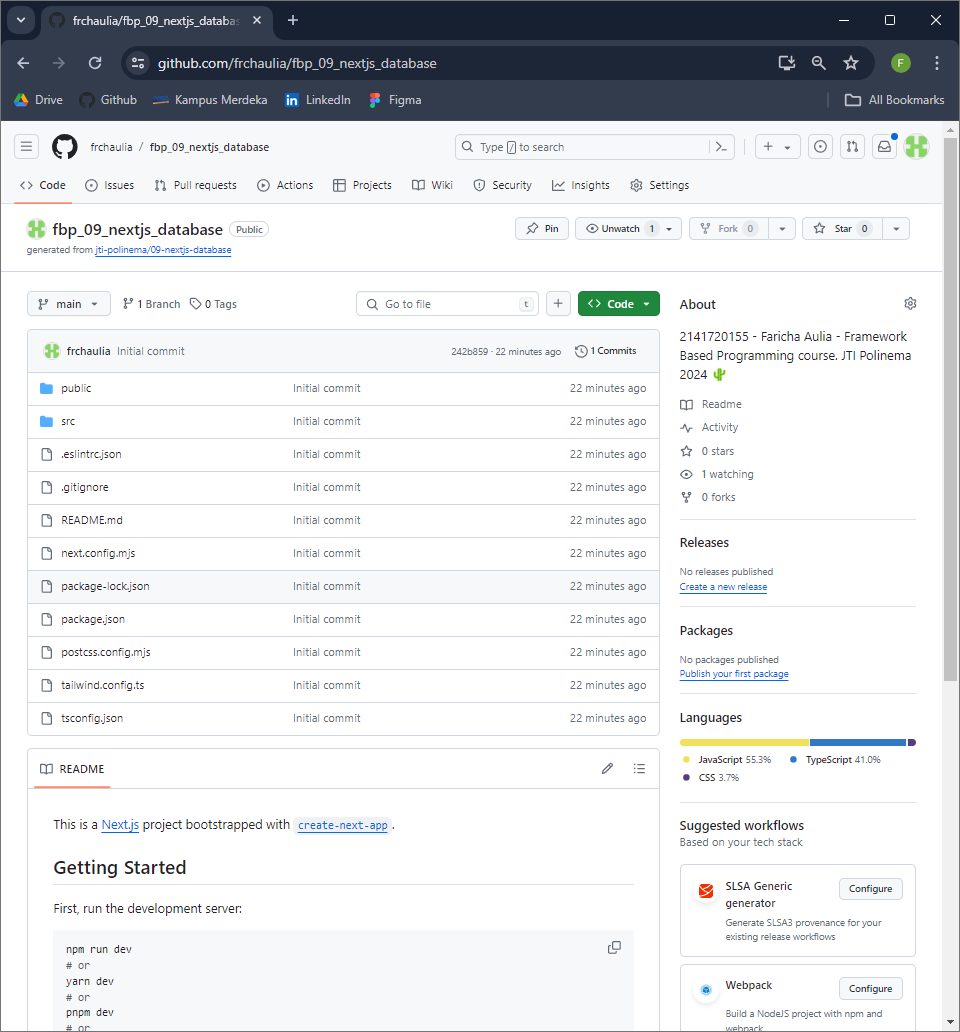 frchaulia/fbp_09_nextjs_databas
github.com/frchaulia/fbp_09_nextjs_database
F
Drive Github Kampus Merdeka LinkedIn Figma All Bookmarks
frchaulia / fbp_09_nextjs_database
Type / to search
Code Issues Pull requests Actions Projects Wiki Security Insights Settings
fbp_09_nextjs_database Public
generated from jti-polinema/09-nextjs-database
Pin Unwatch 1 Fork 0 Star 0
main 1 Branch 0 Tags
Go to file t
Code
frchaulia Initial commit 242b859 · 22 minutes ago 1 Commits
public Initial commit 22 minutes ago
src Initial commit 22 minutes ago
.eslintrc.json Initial commit 22 minutes ago
.gitignore Initial commit 22 minutes ago
README.md Initial commit 22 minutes ago
next.config.mjs Initial commit 22 minutes ago
package-lock.json Initial commit 22 minutes ago
package.json Initial commit 22 minutes ago
postcss.config.mjs Initial commit 22 minutes ago
tailwind.config.ts Initial commit 22 minutes ago
tsconfig.json Initial commit 22 minutes ago
README
This is a Next.js project bootstrapped with create-next-app .
Getting Started
First, run the development server:
npm run dev
# or
yarn dev
# or
pnpm dev
# or
About
2141720155 - Faricha Aulia - Framework
Based Programming course. JTI Polinema
2024 🌵
Readme
Activity
0 stars
1 watching
0 forks
Releases
No releases published
Create a new release
Packages
No packages published
Publish your first package
Languages
JavaScript 55.3% TypeScript 41.0%
CSS 3.7%
Suggested workflows
Based on your tech stack
SLSA Generic
generator
Configure
Generate SLSA3 provenance for your
existing release workflows
Webpack
Configure
Build a NodeJS project with npm and
webpack.